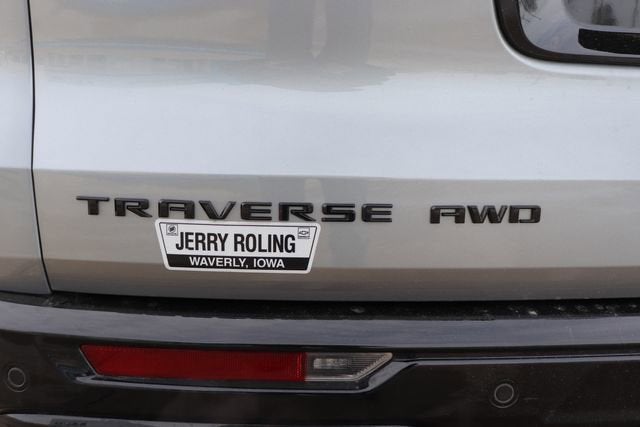 TRAVERSE AWD
JERRY ROLING
WAVERLY, IOWA